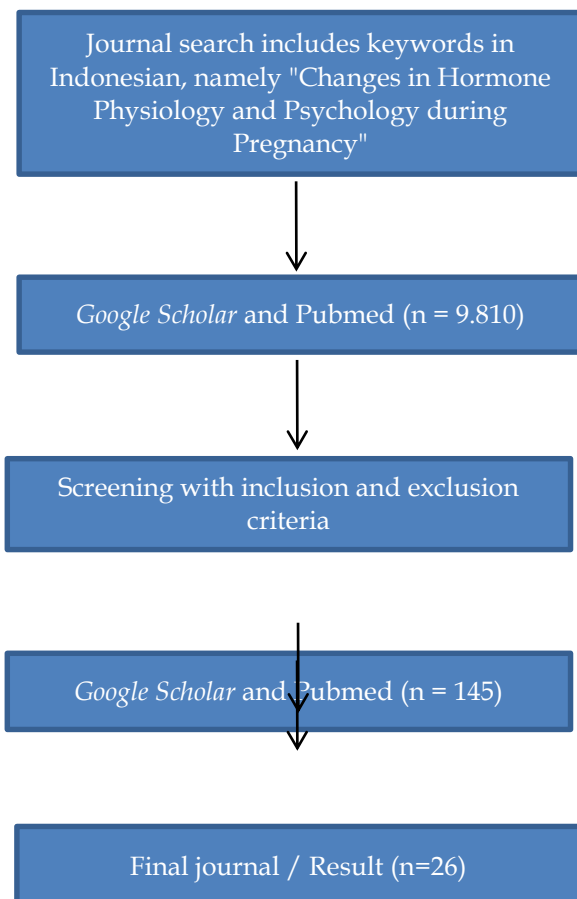 Journal search includes keywords in
Indonesian, namely "Changes in Hormone
Physiology and Psychology during
Pregnancy"
Google Scholar and Pubmed (n = 9.810)
Screening with inclusion and exclusion
criteria
Google Scholar and Pubmed (n = 145)
Final journal / Result (n=26)